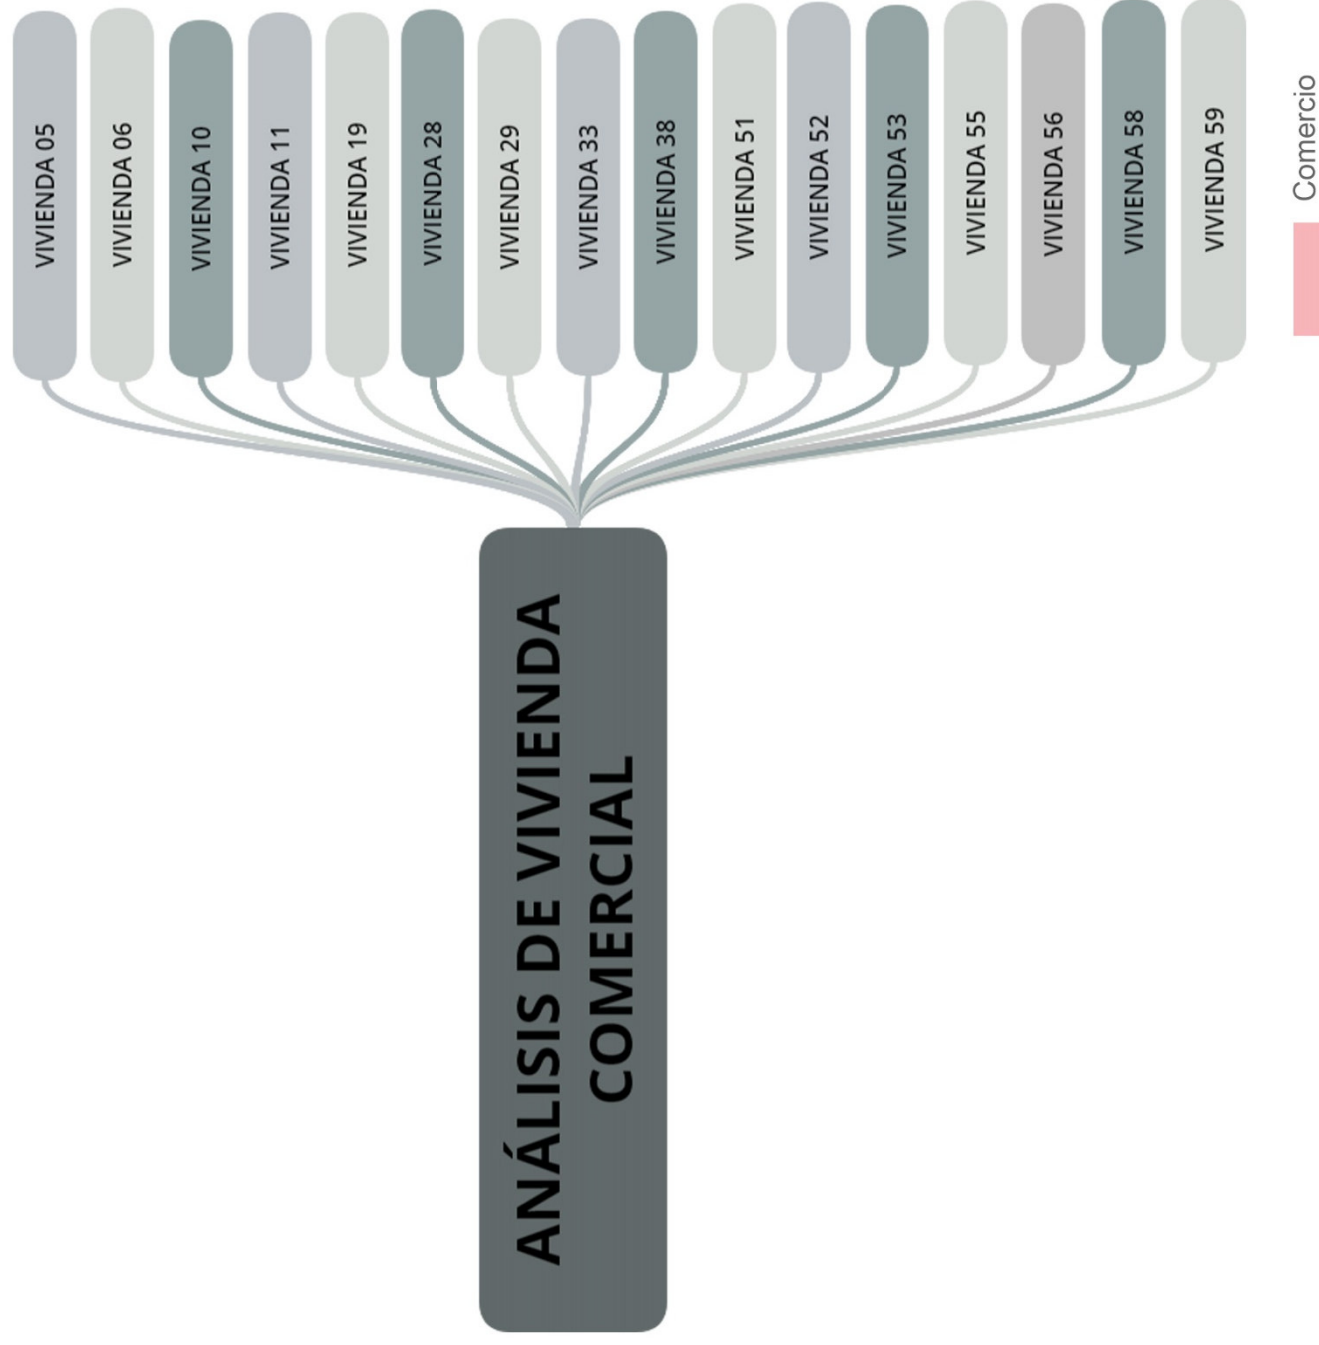 VIVIENDA 05
VIVIENDA 06
VIVIENDA 10
VIVIENDA 11
VIVIENDA 19
VIVIENDA 28
VIVIENDA 29
VIVIENDA 33
VIVIENDA 38
VIVIENDA 51
VIVIENDA 52
VIVIENDA 53
VIVIENDA 55
VIVIENDA 56
VIVIENDA 58
VIVIENDA 59
ANÁLISIS DE VIVIENDA
COMERCIAL
Comercio